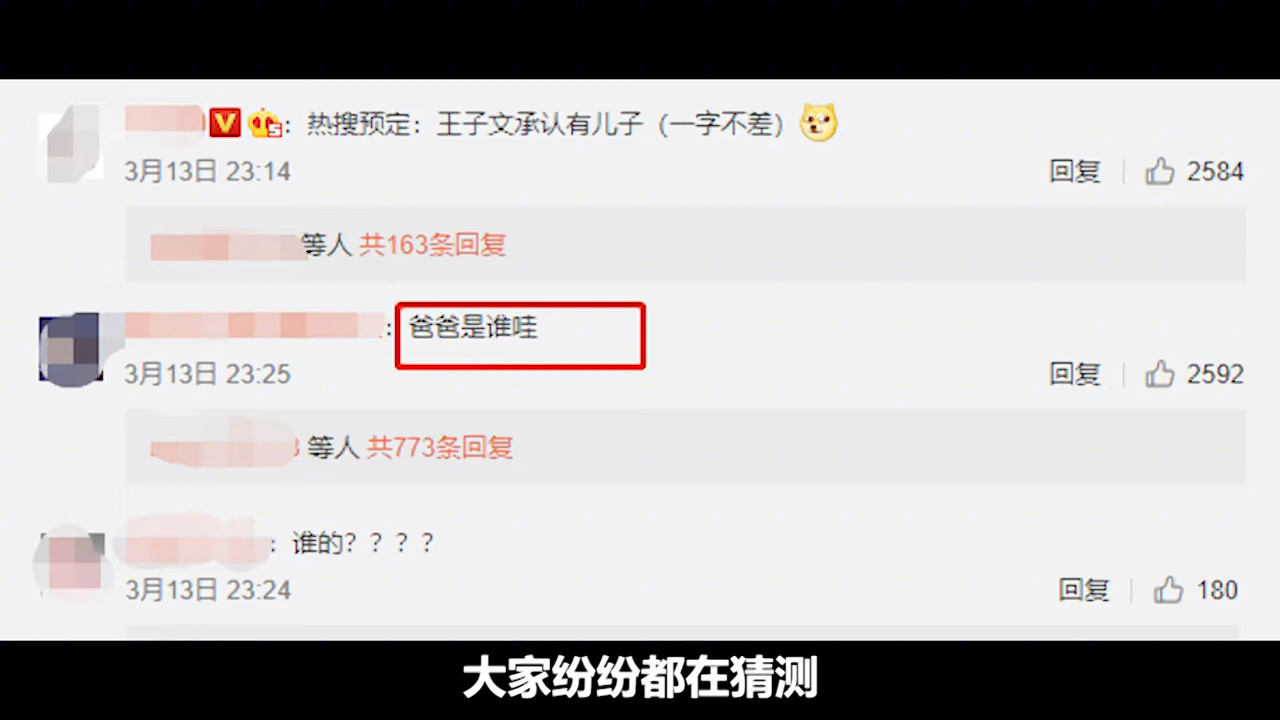 ：热搜预定：王子文承认有儿子（一字不差）
3月13日 23:14
回复 2584
等人 共163条回复
：爸爸是谁哇
3月13日 23:25
回复 2592
等人 共773条回复
：谁的？？？？
3月13日 23:24
回复 180
大家纷纷都在猜测